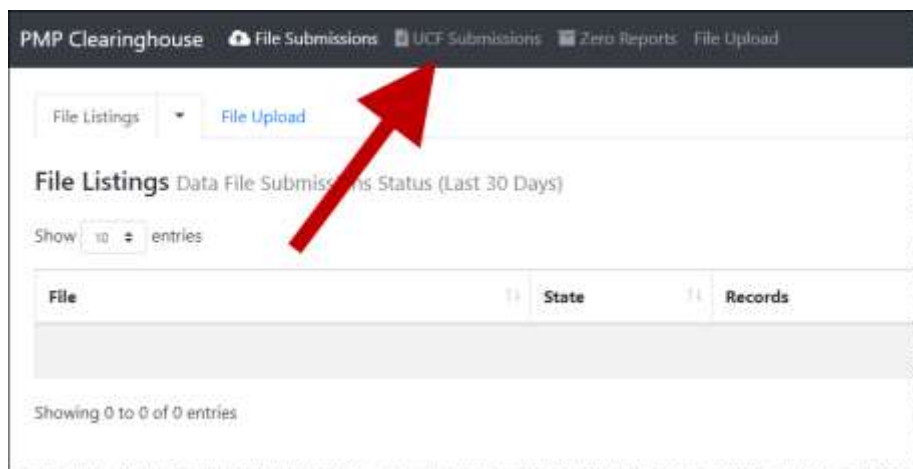 PMP Clearinghouse File Submissions UCF Submissions Zero Reports File Upload
File Listings File Upload
File Listings Data File Submissions Status (Last 30 Days)
Show 10 entries
File State Records
Showing 0 to 0 of 0 entries